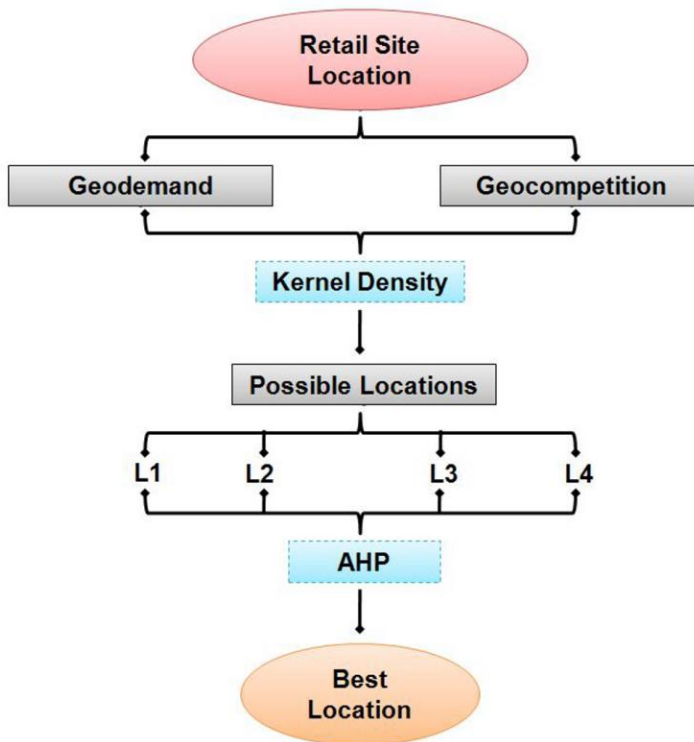 Retail Site
Location
Geodemand
Geocompetition
Kernel Density
Possible Locations
L1
L2
L3
L4
AHP
Best
Location